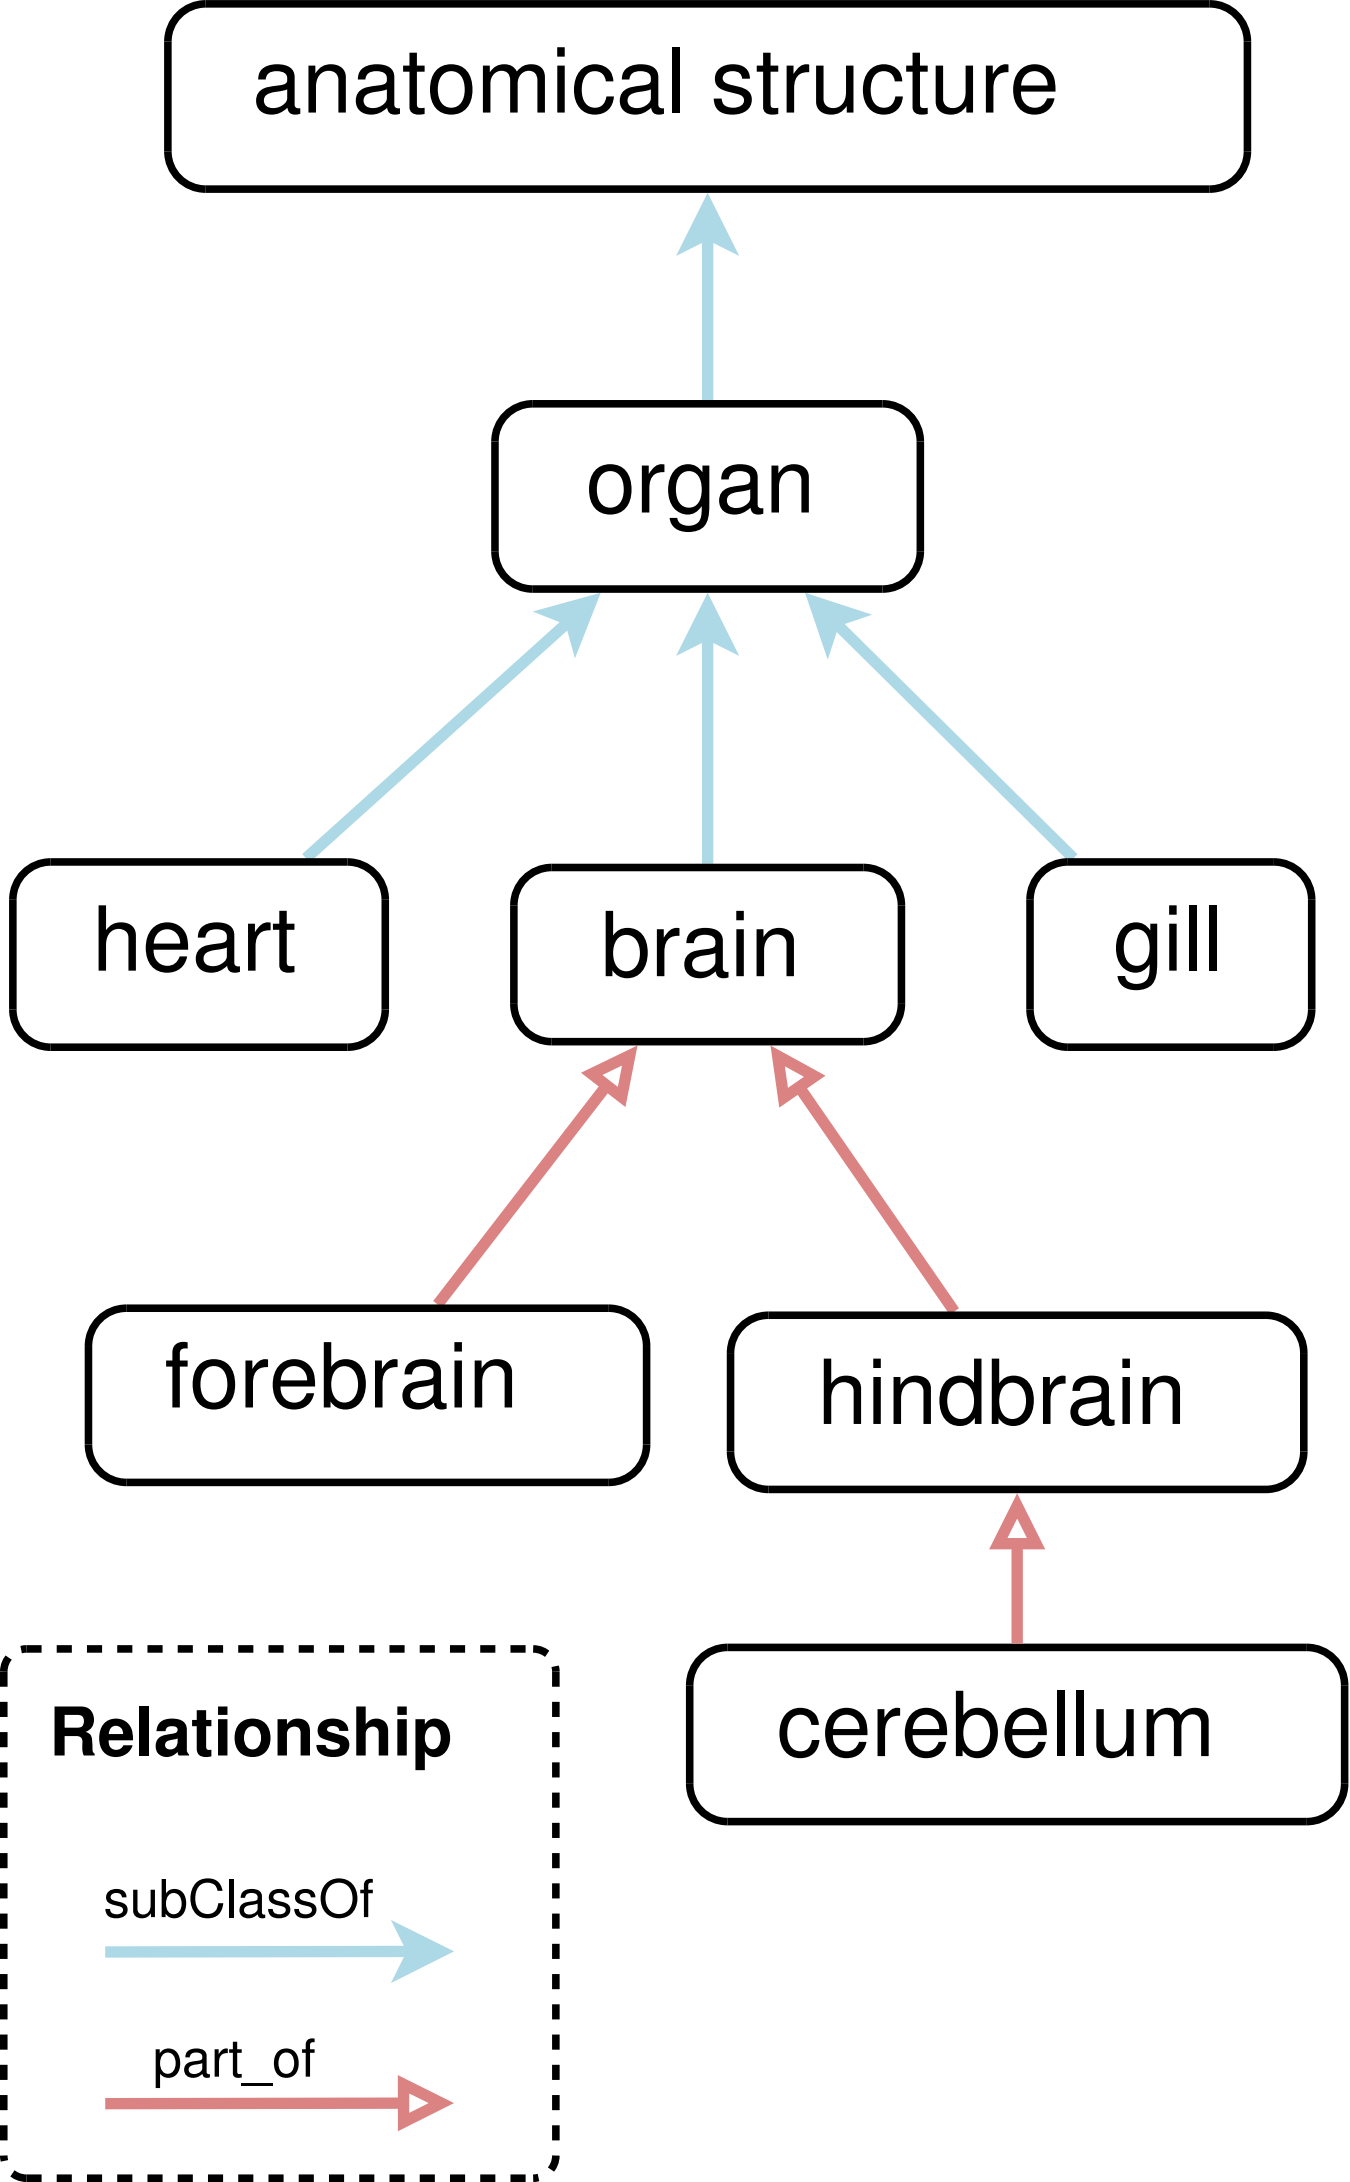 anatomical structure
organ
heart
brain
gill
forebrain
hindbrain
cerebellum
Relationship
subClassOf
part_of